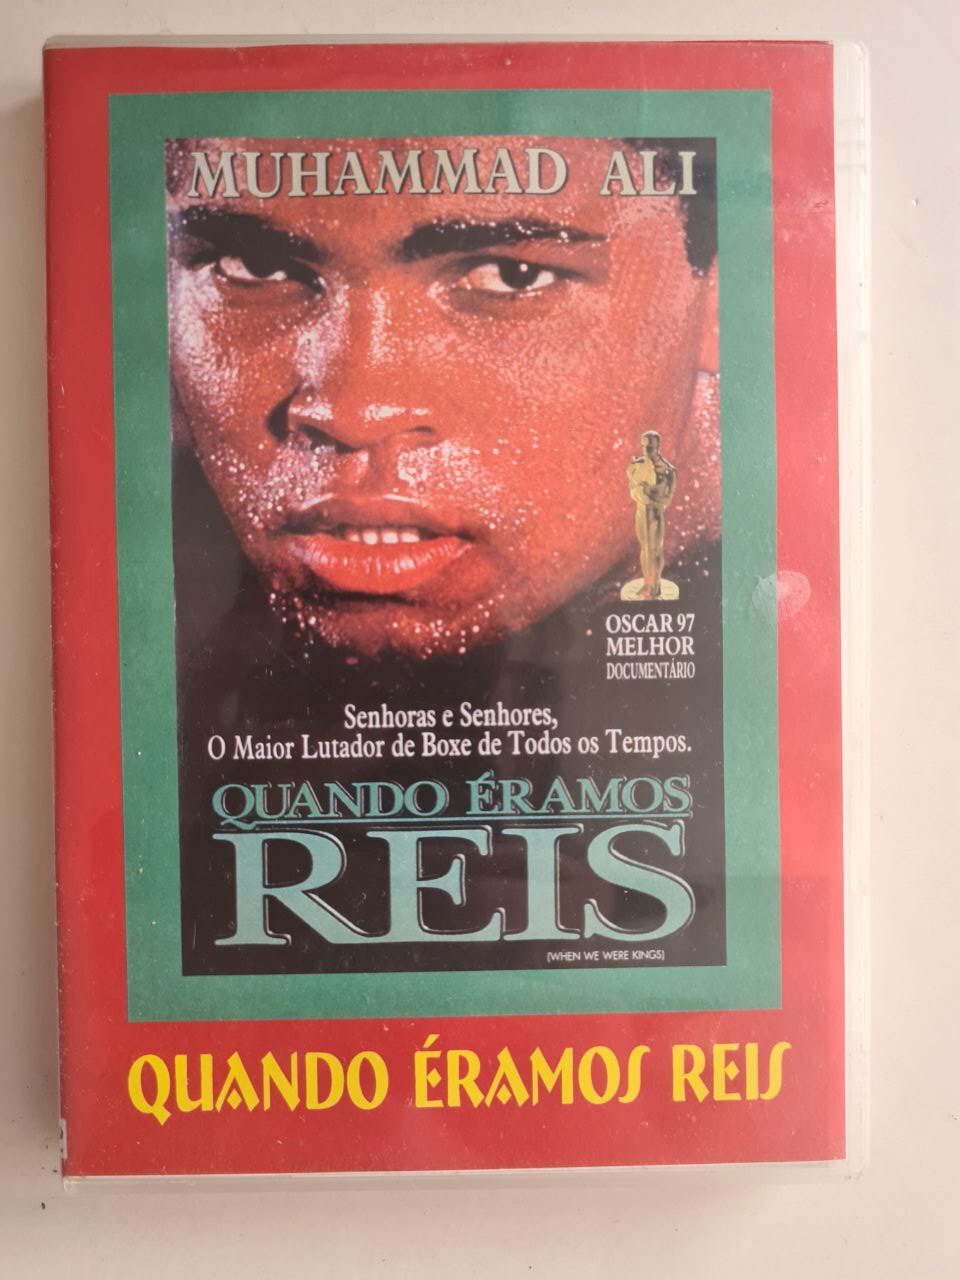 MUHAMMAD ALI
OSCAR 97
MELHOR
DOCUMENTÁRIO
Senhoras e Senhores,
O Maior Lutador de Boxe de Todos os Tempos.
QUANDO ÉRAMOS
REIS
(WHEN WE WERE KINGS)
QUANDO ÉRAMOS REIS